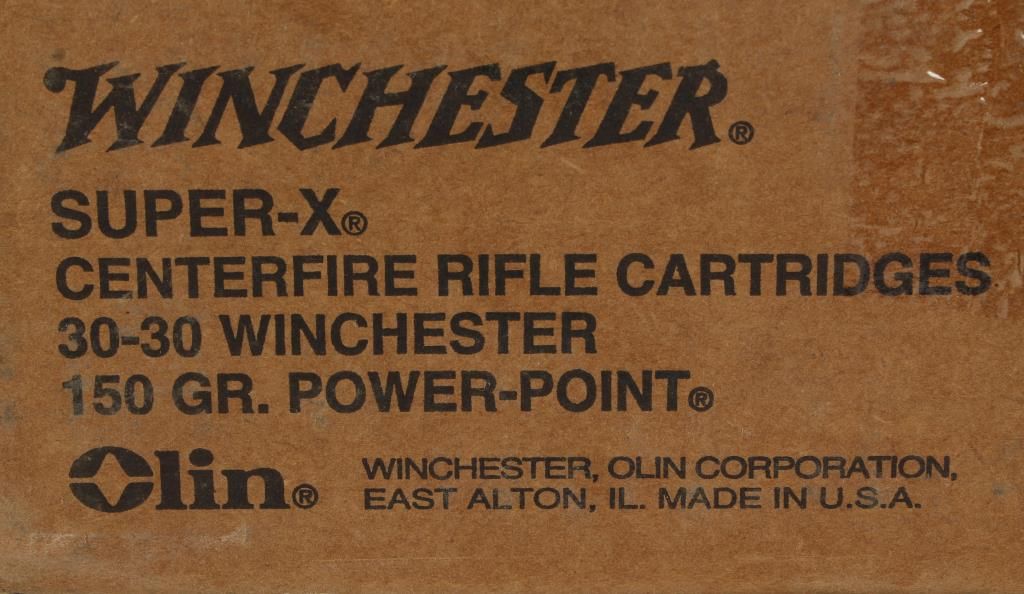 WINCHESTER®
SUPER-X®
CENTERFIRE RIFLE CARTRIDGES
30-30 WINCHESTER
150 GR. POWER-POINT®
Olin®
WINCHESTER, OLIN CORPORATION,
EAST ALTON, IL. MADE IN U.S.A.